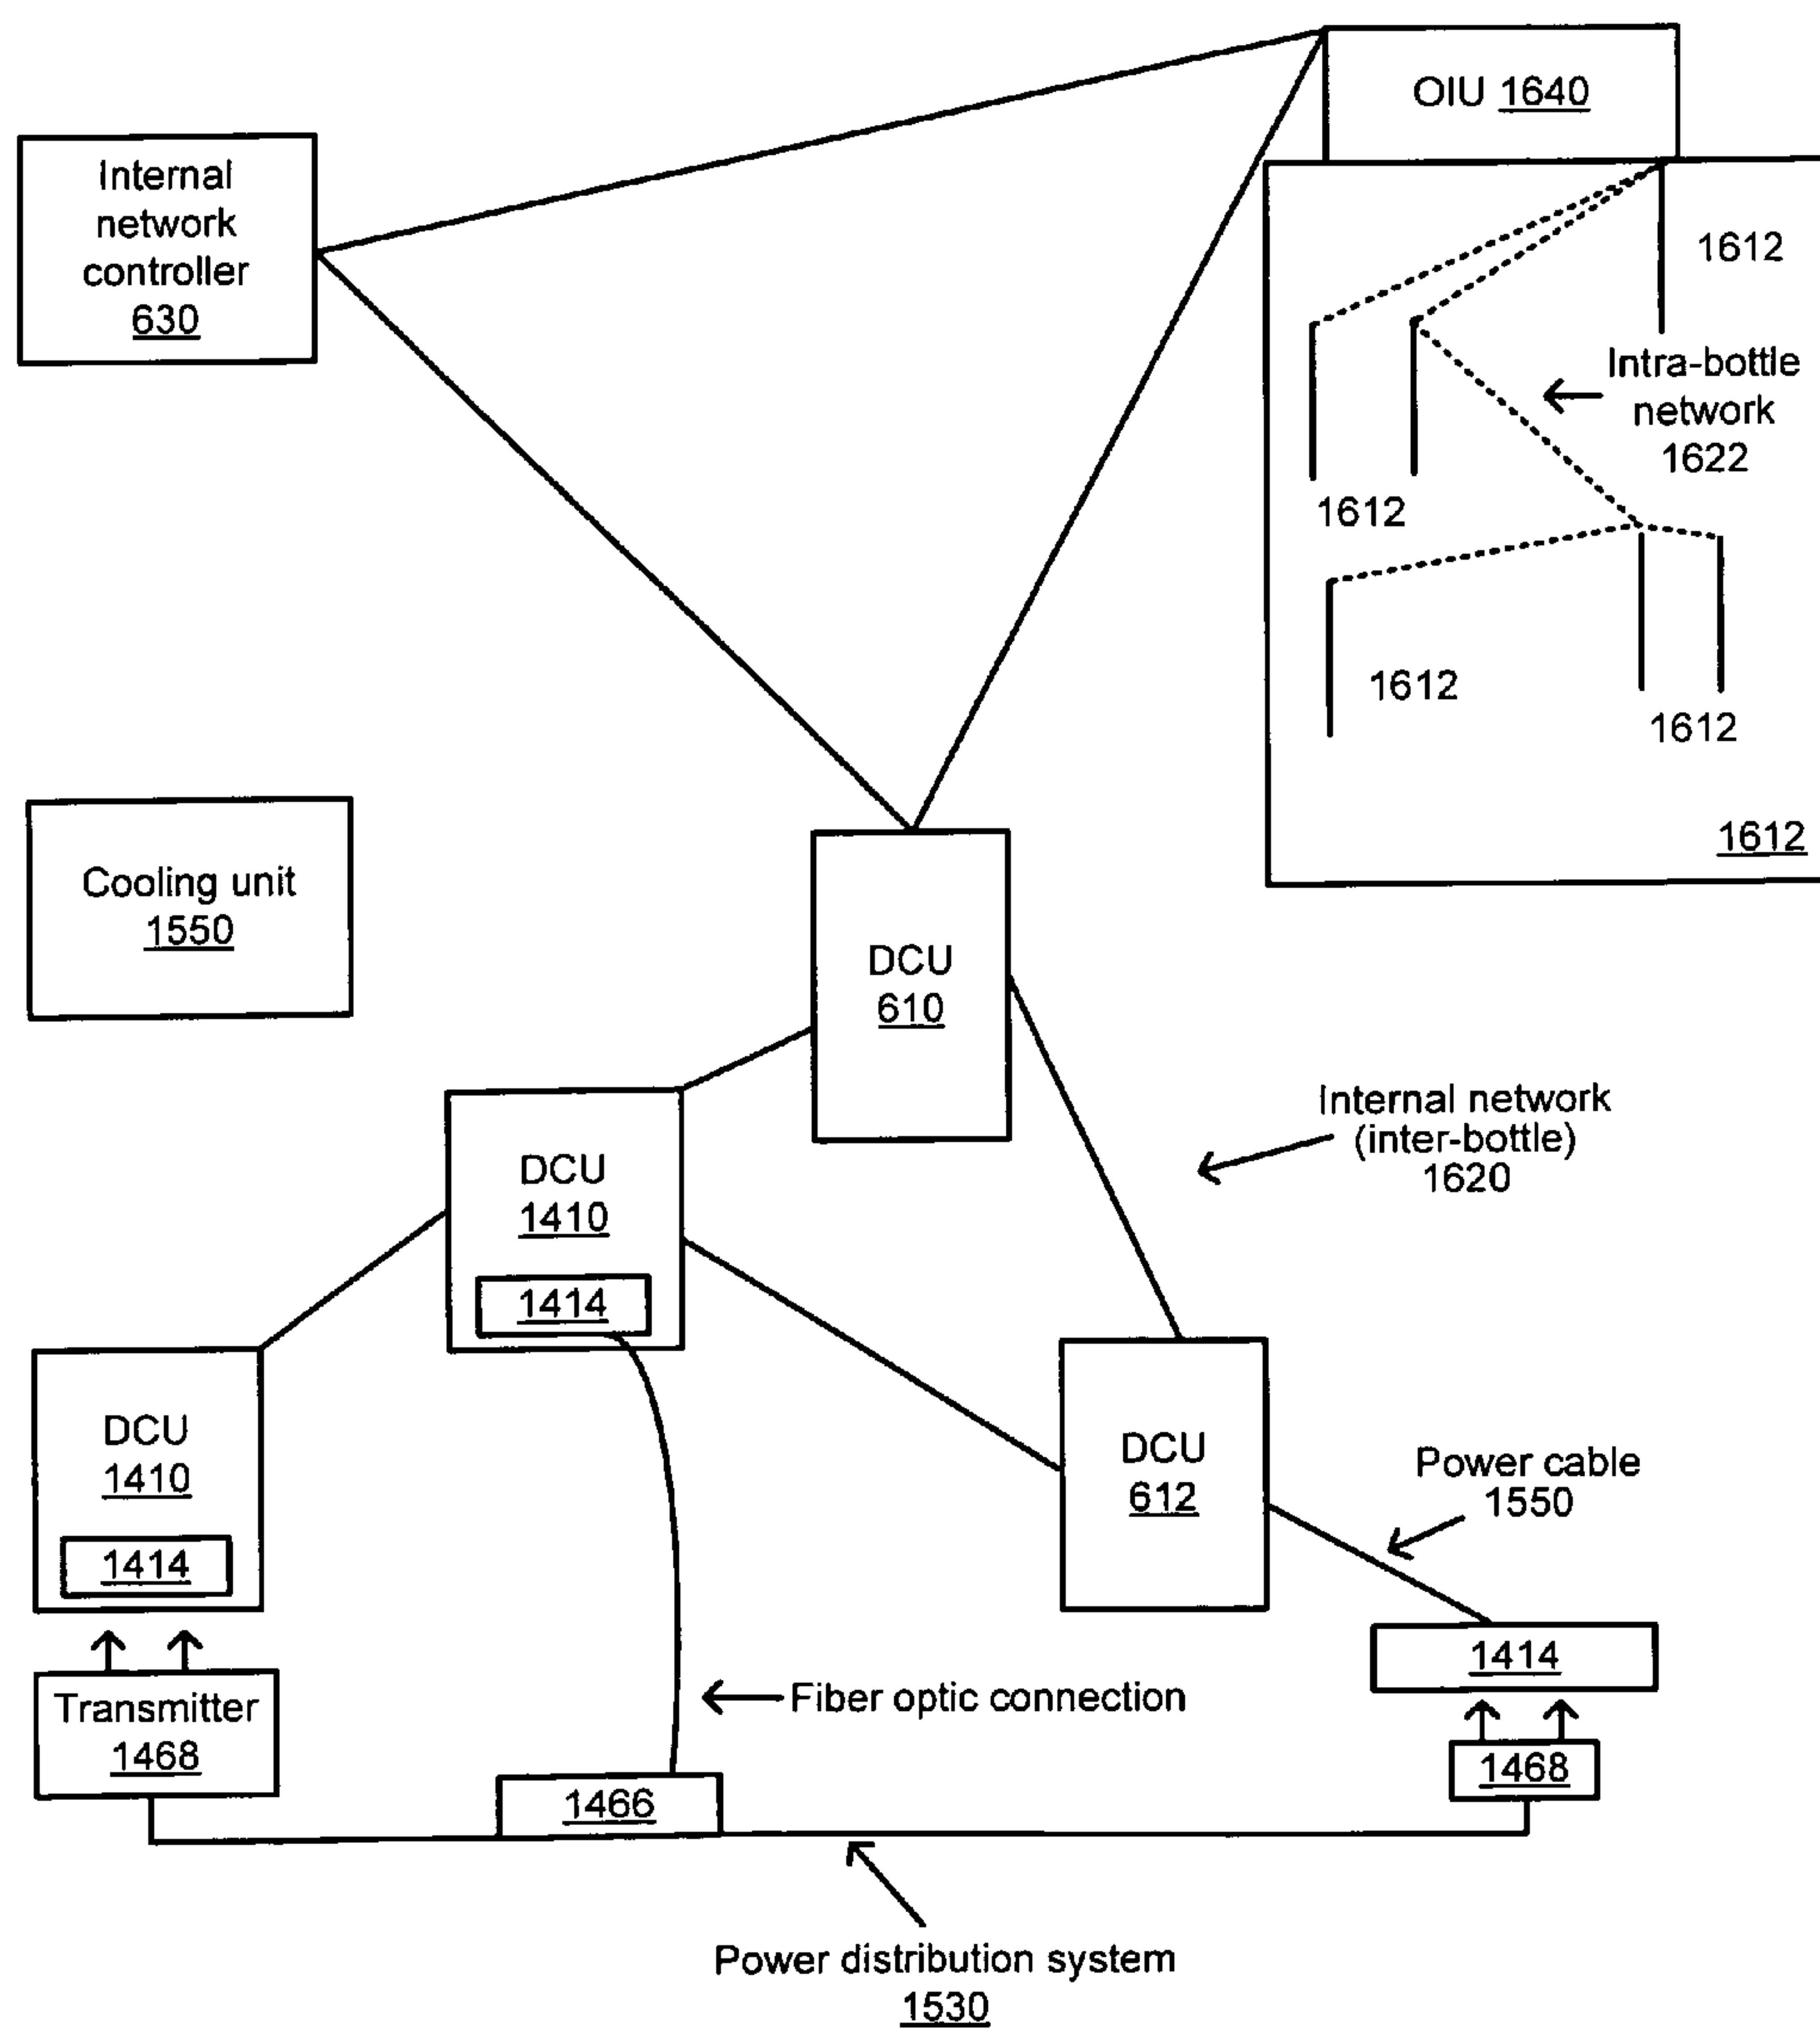 OIU 1640
Internal
network
controller
630
1612
Intra-bottle
network
1622
1612
1612
1612
1612
Cooling unit
1550
DCU
610
Internal network
(inter-bottle)
1620
DCU
1410
1414
DCU
1410
1414
DCU
612
Power cable
1550
1414
Transmitter
1468
Fiber optic connection
1466
1468
Power distribution system
1530